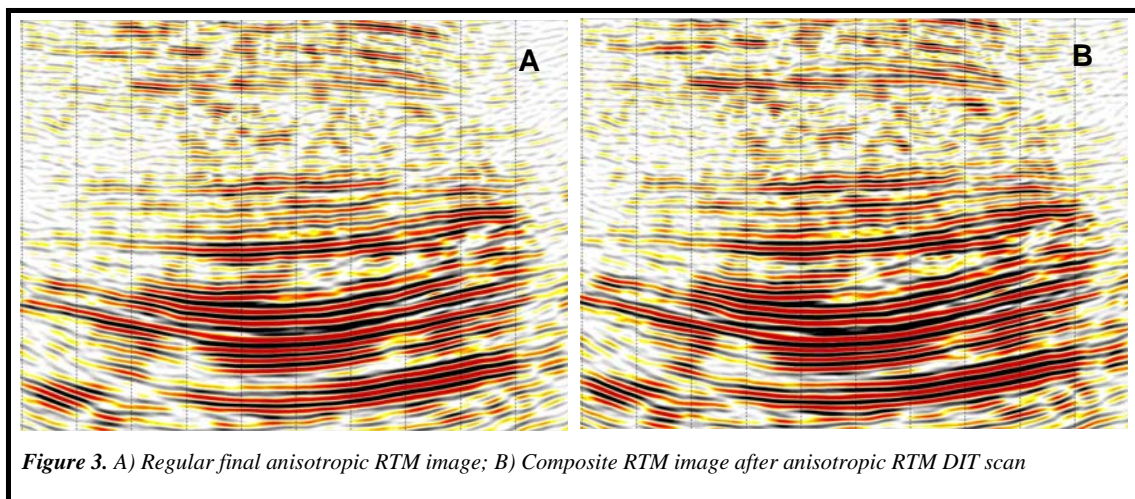 A
B
Figure 3. A) Regular final anisotropic RTM image; B) Composite RTM image after anisotropic RTM DIT scan